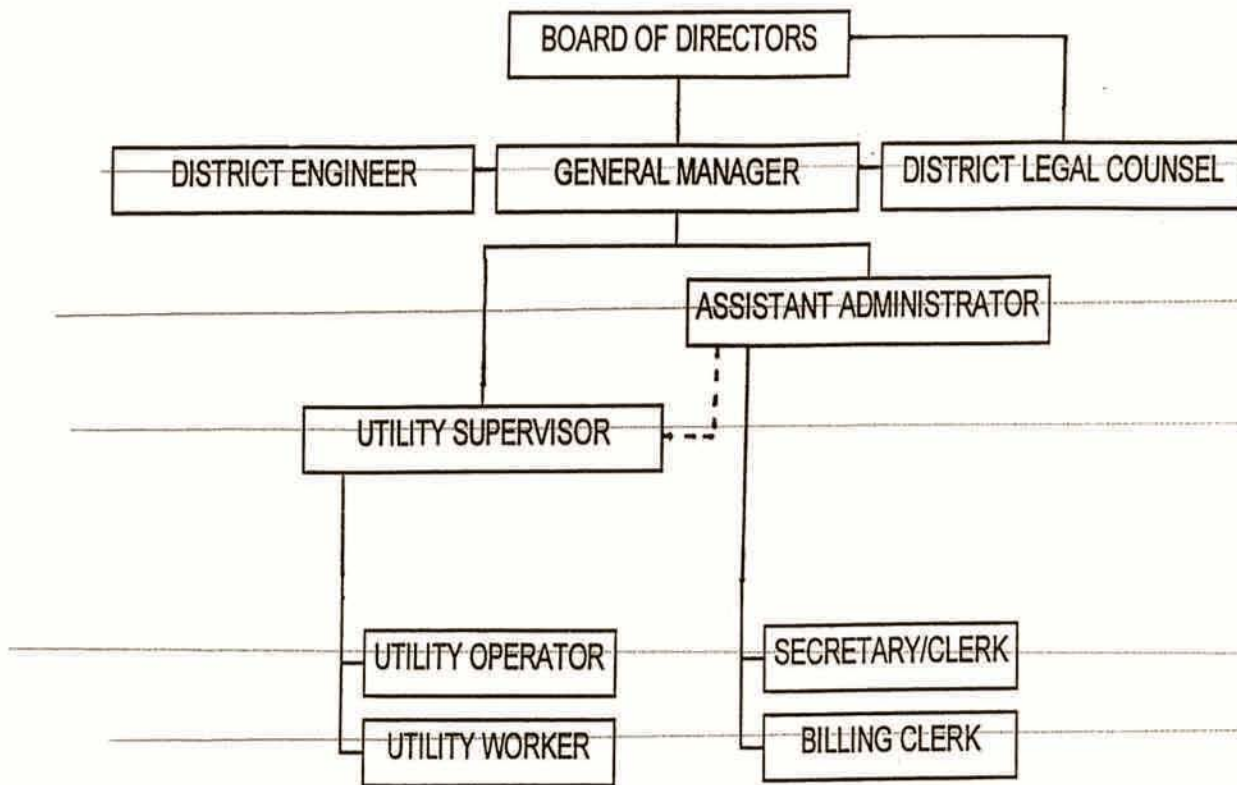 BOARD OF DIRECTORS
DISTRICT ENGINEER
GENERAL MANAGER
DISTRICT LEGAL COUNSEL
ASSISTANT ADMINISTRATOR
UTILITY SUPERVISOR
UTILITY OPERATOR
SECRETARY/CLERK
UTILITY WORKER
BILLING CLERK